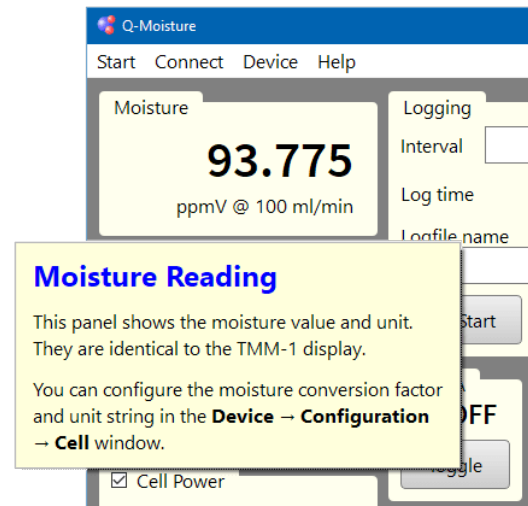 Q-Moisture
Start Connect Device Help
Moisture
93.775
ppmV @ 100 ml/min
Logging
Interval
Log time
Logfile name
Moisture Reading
This panel shows the moisture value and unit.
They are identical to the TMM-1 display.
You can configure the moisture conversion factor
and unit string in the Device → Configuration
→ Cell window.
Start
Cell Power